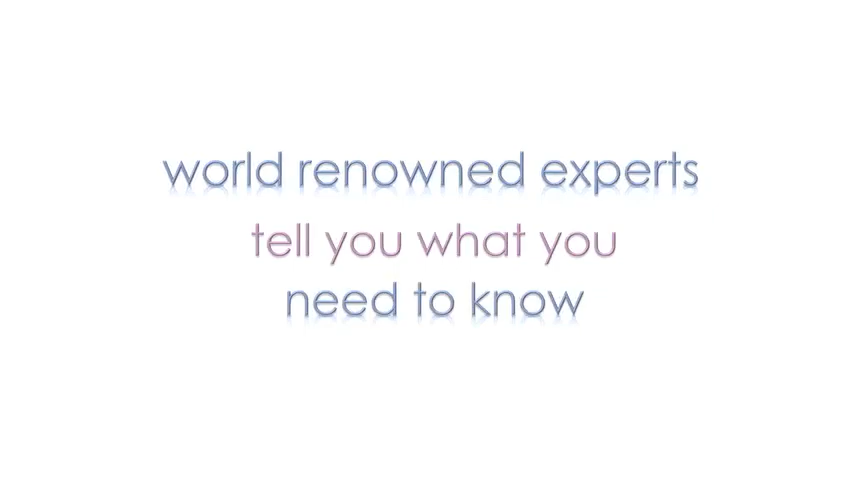 world renowned experts
tell you what you
need to know